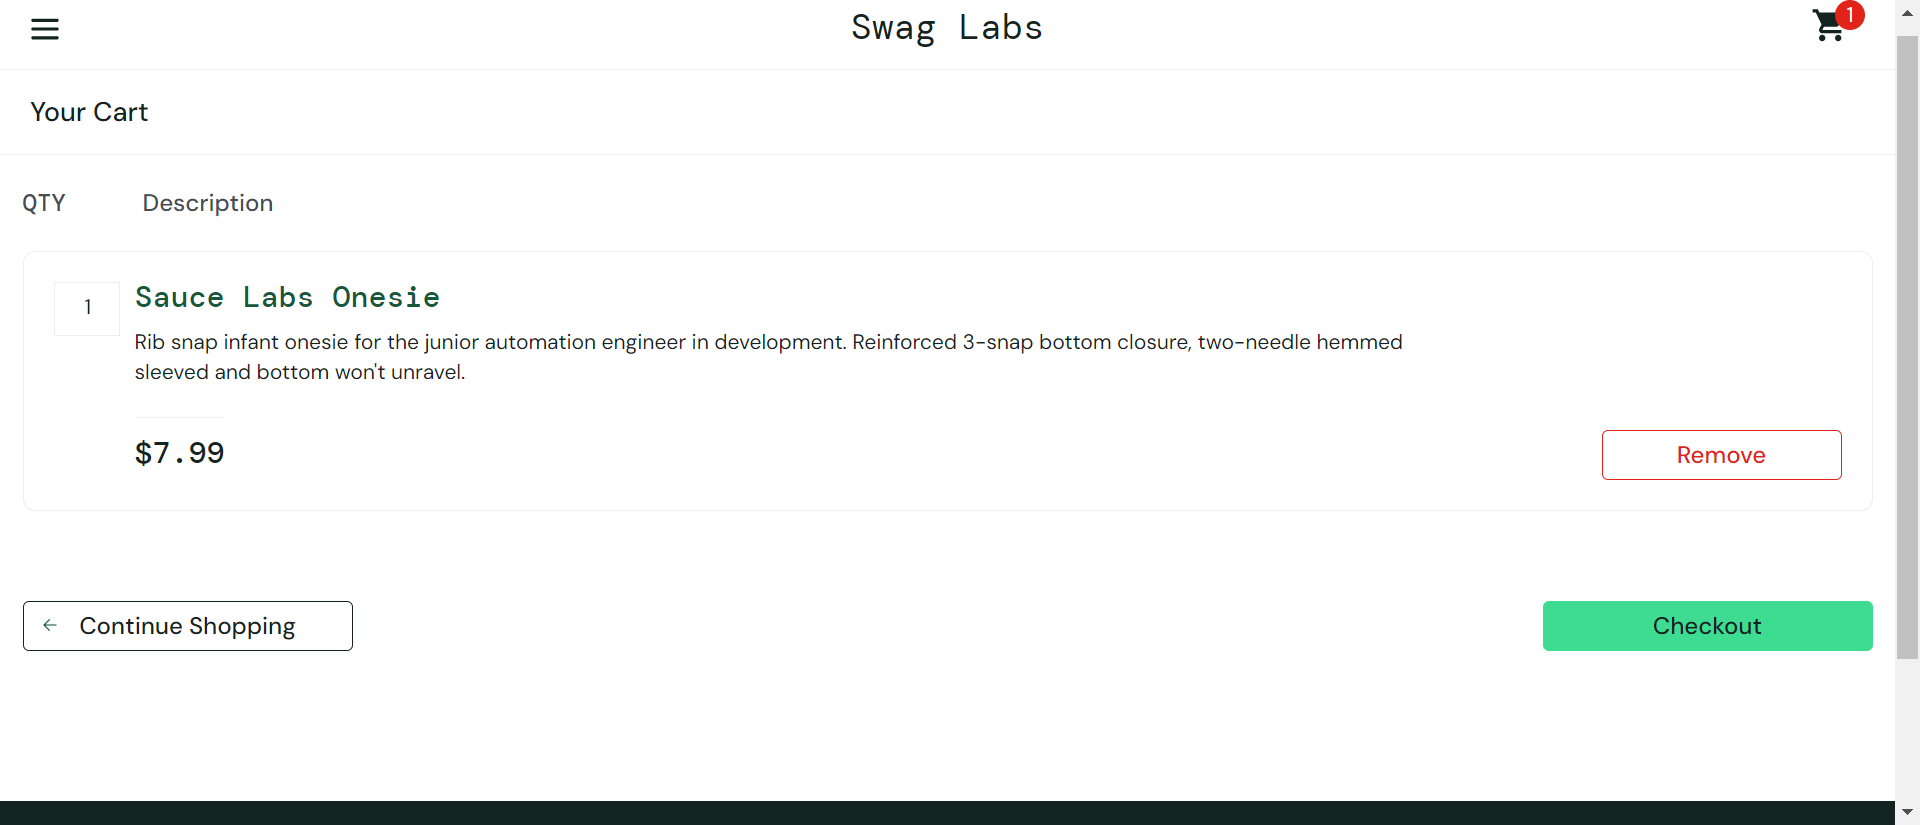 Swag Labs
1
Your Cart
QTY Description
1
Sauce Labs Onesie
Rib snap infant onesie for the junior automation engineer in development. Reinforced 3-snap bottom closure, two-needle hemmed
sleeved and bottom won't unravel.
$7.99
Remove
Continue Shopping
Checkout